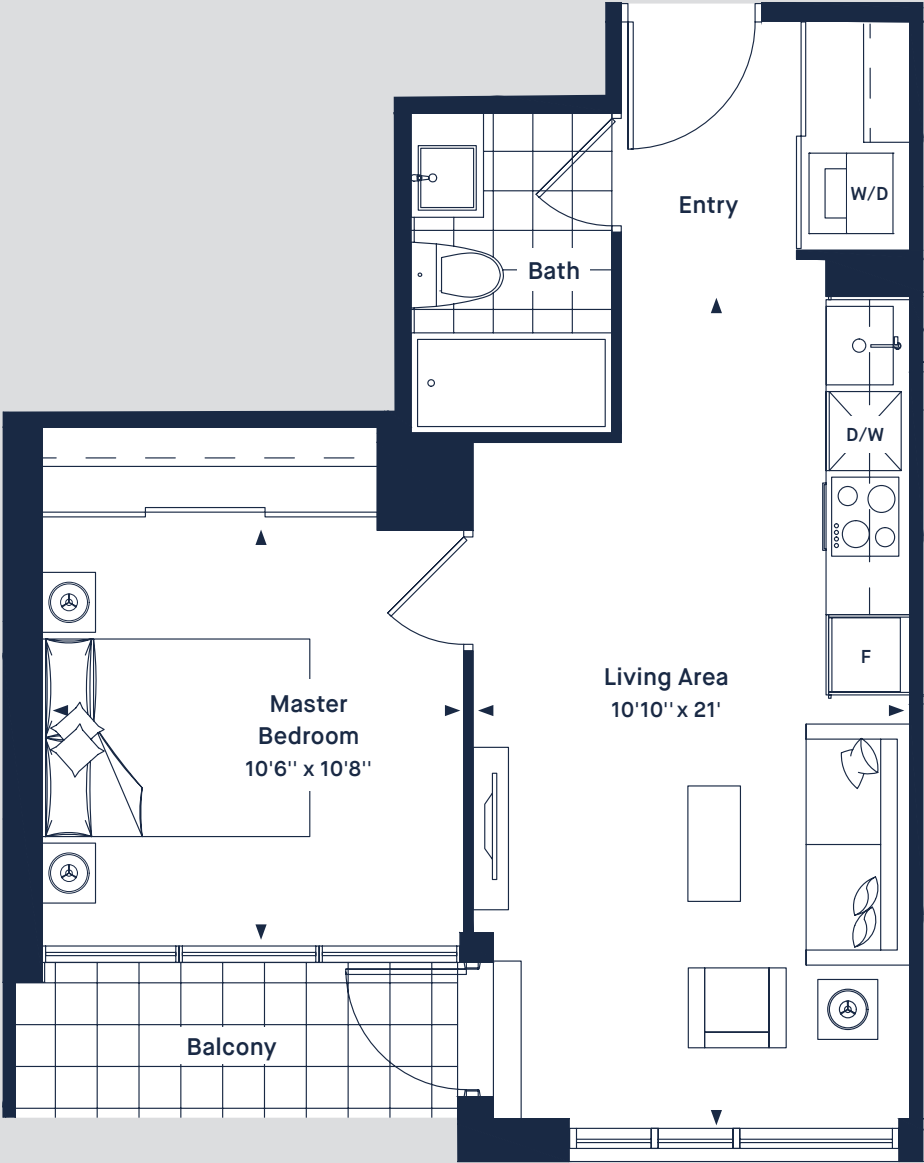 W/D
Entry
Bath
D/W
F
Living Area
10'10'' x 21'
Master
Bedroom
10'6'' x 10'8''
Balcony